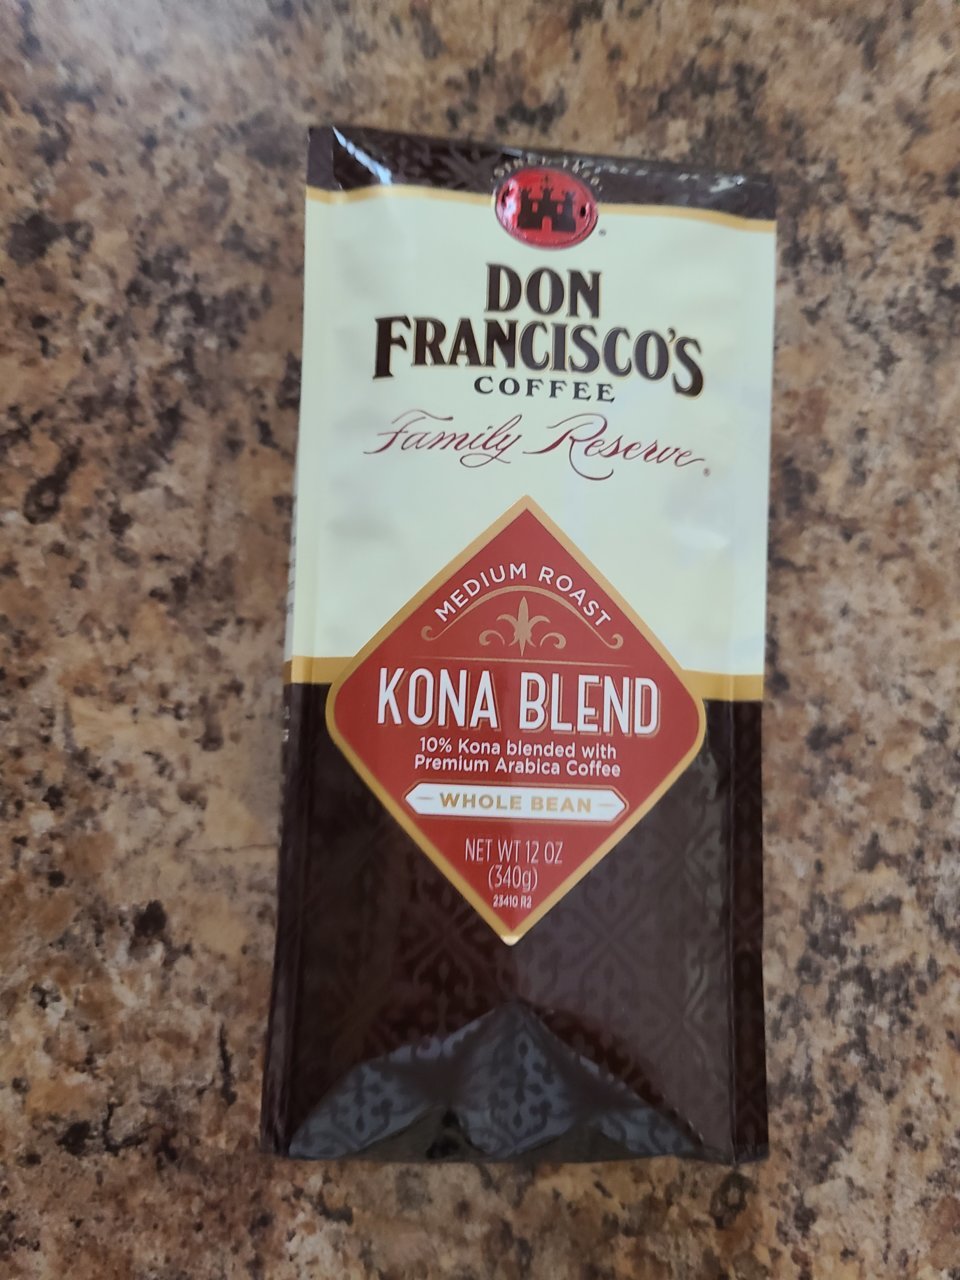 DON
FRANCISCO'S
COFFEE
Family Reserve®
MEDIUM ROAST
KONA BLEND
10% Kona blended with
Premium Arabica Coffee
WHOLE BEAN
NET WT 12 OZ
(340g)
23410 R2